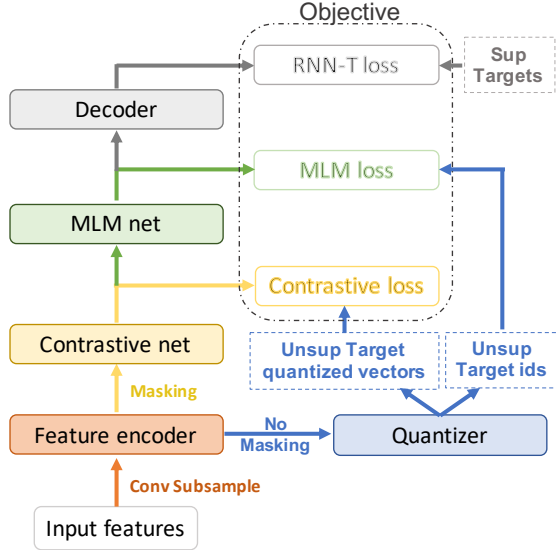 Objective
RNN-T loss
Sup
Targets
Decoder
MLM loss
MLM net
Contrastive loss
Contrastive net
Unsup Target
quantized vectors
Unsup
Target ids
Masking
Feature encoder
No
Masking
Quantizer
Conv Subsample
Input features